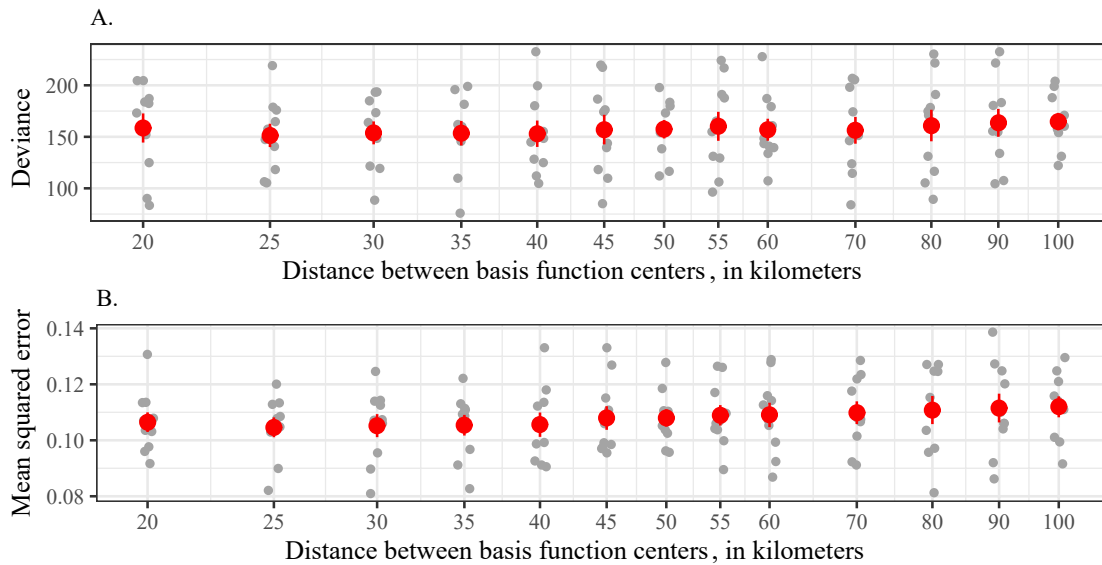 A.
Deviance
200
150
100
20 25 30 35 40 45 50 55 60 70 80 90 100
Distance between basis function centers, in kilometers
B.
Mean squared error
0.14
0.12
0.10
0.08
20 25 30 35 40 45 50 55 60 70 80 90 100
Distance between basis function centers, in kilometers